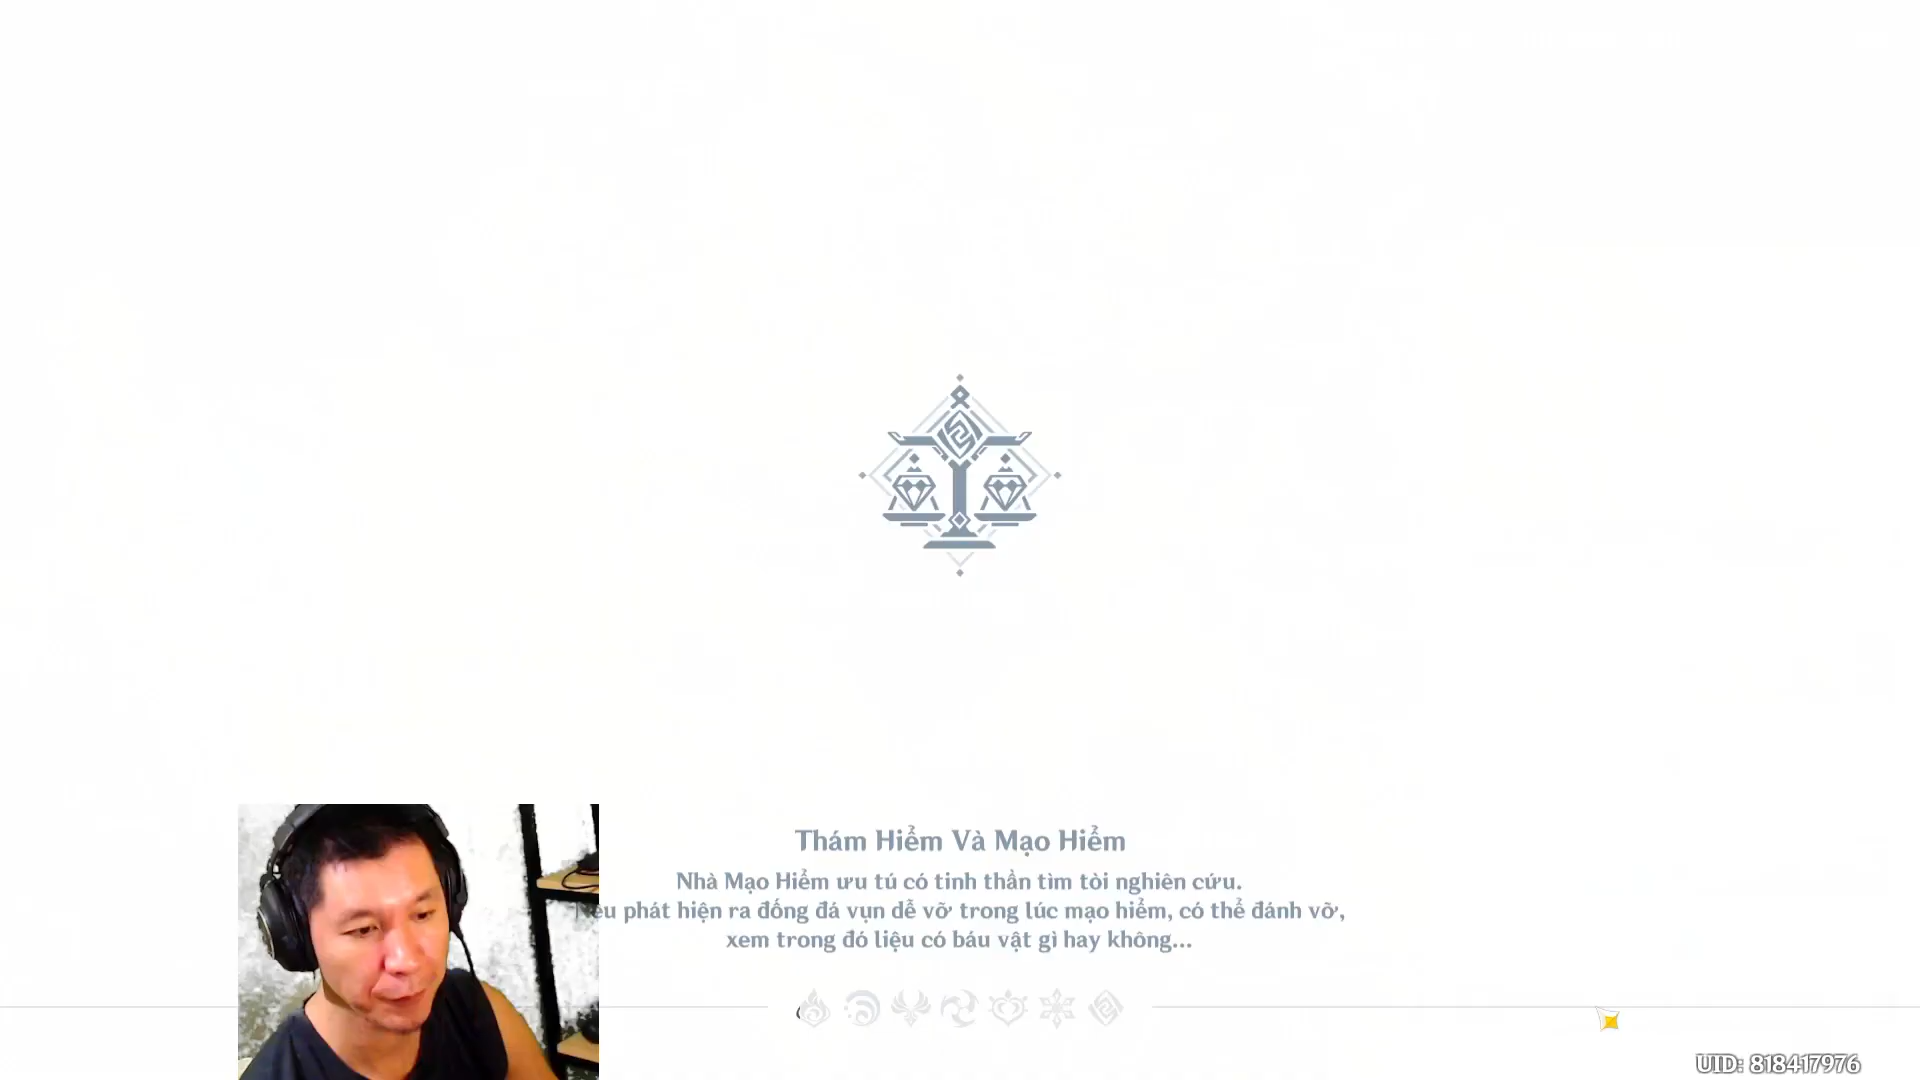 Thám Hiểm Và Mạo Hiểm
Nhà Mạo Hiểm ưu tú có tinh thần tìm tòi nghiên cứu.
phát hiện ra đống đá vụn dễ vỡ trong lúc mạo hiểm, có thể đánh vỡ,
xem trong đó liệu có báu vật gì hay không...
UID: 818417976